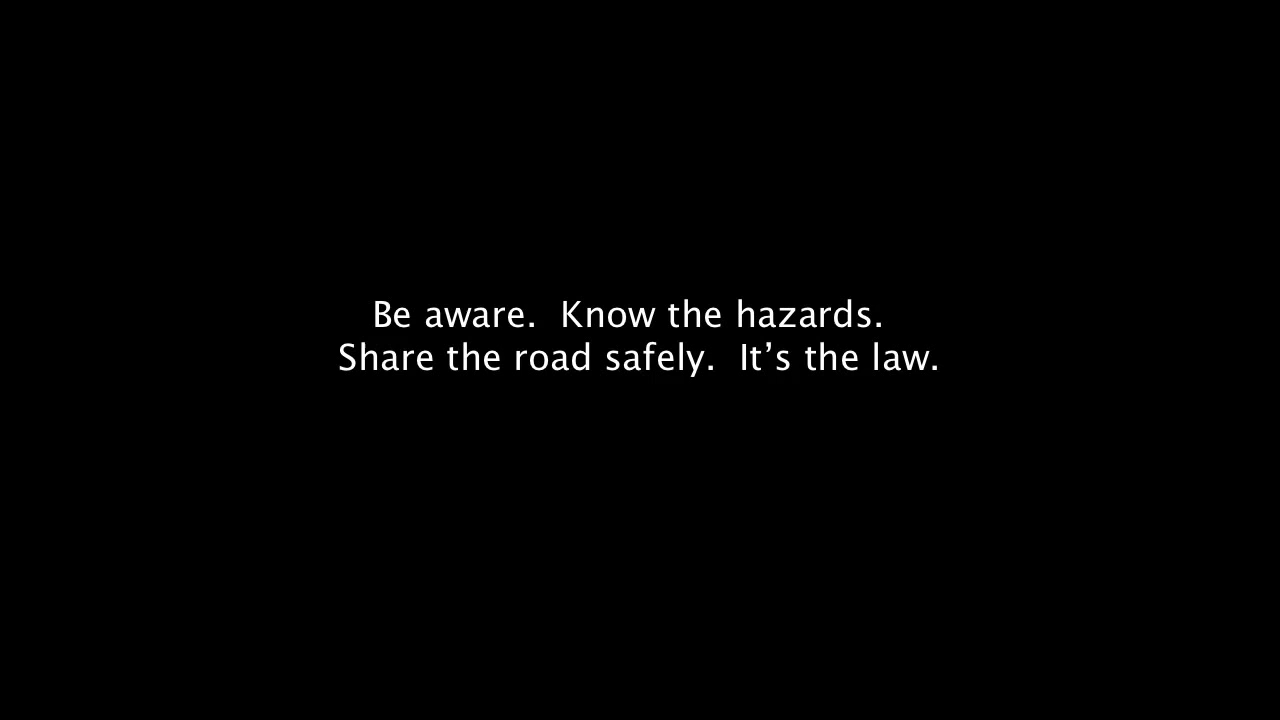 Be aware.  Know the hazards.
Share the road safely.  It’s the law.